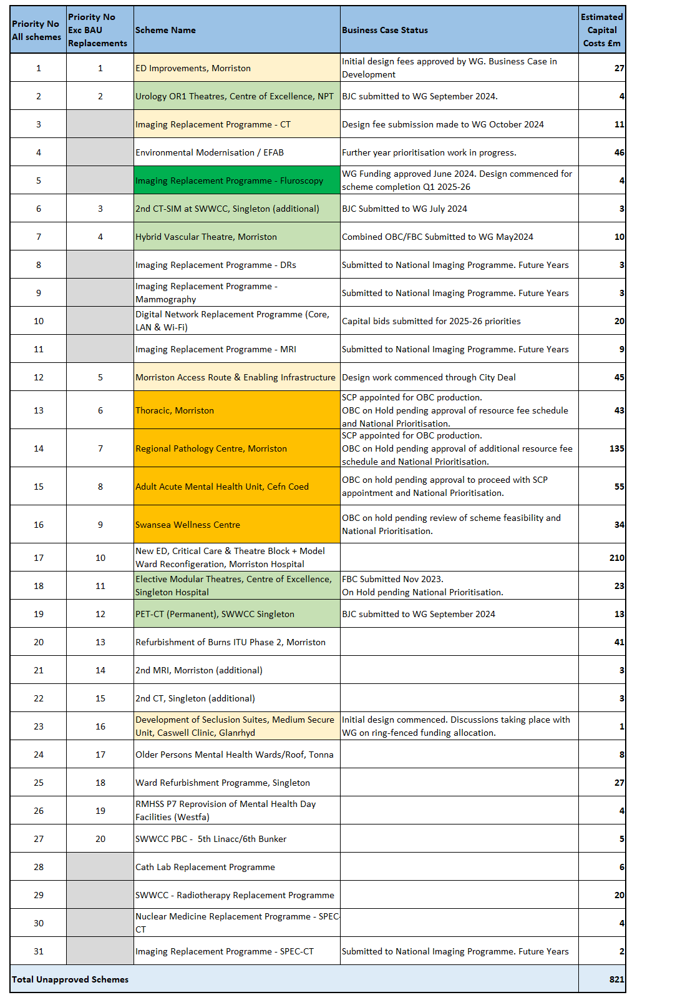 Priority No All schemes | Priority No Exc BAU Replacements | Scheme Name | Business Case Status | Estimated Capital Costs £m
1 | 1 | ED Improvements, Morriston | Initial design fees approved by WG. Business Case in Development | 27
2 | 2 | Urology OR1 Theatres, Centre of Excellence, NPT | BJC submitted to WG September 2024. | 4
3 | Imaging Replacement Programme - CT | Design fee submission made to WG October 2024 | 11
4 | Environmental Modernisation / EFAB | Further year prioritisation work in progress. | 46
5 | Imaging Replacement Programme - Fluroscopy | WG Funding approved June 2024. Design commenced for scheme completion Q1 2025-26 | 4
6 | 3 | 2nd CT-SIM at SWWCC, Singleton (additional) | BJC Submitted to WG July 2024 | 3
7 | 4 | Hybrid Vascular Theatre, Morriston | Combined OBC/FBC Submitted to WG May2024 | 10
8 | Imaging Replacement Programme - DRs | Submitted to National Imaging Programme. Future Years | 3
9 | Imaging Replacement Programme - Mammography | Submitted to National Imaging Programme. Future Years | 3
10 | Digital Network Replacement Programme (Core, LAN & Wi-Fi) | Capital bids submitted for 2025-26 priorities | 20
11 | Imaging Replacement Programme - MRI | Submitted to National Imaging Programme. Future Years | 9
12 | 5 | Morriston Access Route & Enabling Infrastructure | Design work commenced through City Deal | 45
13 | 6 | Thoracic, Morriston | SCP appointed for OBC production. OBC on Hold pending approval of resource fee schedule and National Prioritisation. | 43
14 | 7 | Regional Pathology Centre, Morriston | SCP appointed for OBC production. OBC on Hold pending approval of additional resource fee schedule and National Prioritisation. | 135
15 | 8 | Adult Acute Mental Health Unit, Cefn Coed | OBC on hold pending approval to proceed with SCP appointment and National Prioritisation. | 55
16 | 9 | Swansea Wellness Centre | OBC on hold pending review of scheme feasibility and National Prioritisation. | 34
17 | 10 | New ED, Critical Care & Theatre Block + Model Ward Reconfigeration, Morriston Hospital | 210
18 | 11 | Elective Modular Theatres, Centre of Excellence, Singleton Hospital | FBC Submitted Nov 2023. On Hold pending National Prioritisation. | 23
19 | 12 | PET-CT (Permanent), SWWCC Singleton | BJC submitted to WG September 2024 | 13
20 | 13 | Refurbishment of Burns ITU Phase 2, Morriston | 41
21 | 14 | 2nd MRI, Morriston (additional) | 3
22 | 15 | 2nd CT, Singleton (additional) | 3
23 | 16 | Development of Seclusion Suites, Medium Secure Unit, Caswell Clinic, Glanrhyd | Initial design commenced. Discussions taking place with WG on ring-fenced funding allocation. | 1
24 | 17 | Older Persons Mental Health Wards/Roof, Tonna | 8
25 | 18 | Ward Refurbishment Programme, Singleton | 27
26 | 19 | RMHSS P7 Reprovision of Mental Health Day Facilities (Westfa) | 4
27 | 20 | SWWCC PBC - 5th Linacc/6th Bunker | 5
28 | Cath Lab Replacement Programme | 6
29 | SWWCC - Radiotherapy Replacement Programme | 20
30 | Nuclear Medicine Replacement Programme - SPEC-CT | 4
31 | Imaging Replacement Programme - SPEC-CT | Submitted to National Imaging Programme. Future Years | 2
Total Unapproved Schemes | 821